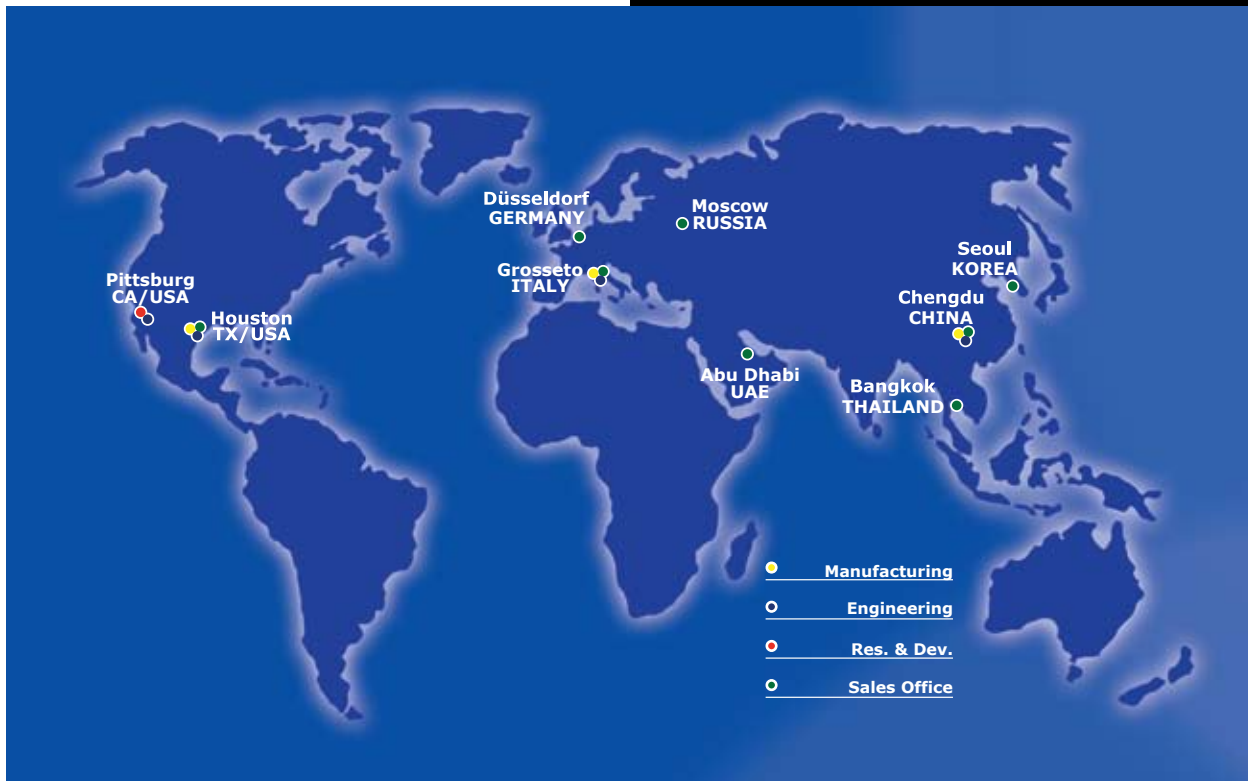 Düsseldorf
GERMANY
Moscow
RUSSIA
Seoul
KOREA
Grosseto
ITALY
Pittsburg
CA/USA
Chengdu
CHINA
Houston
TX/USA
Abu Dhabi
UAE
Bangkok
THAILAND
Manufacturing
Engineering
Res. & Dev.
Sales Office